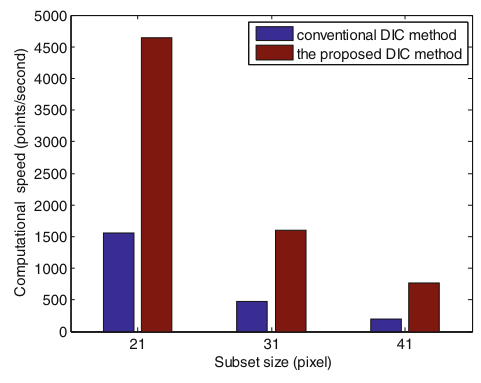 5000
4500
4000
3500
3000
2500
2000
1500
1000
500
0
Computational speed (points/second)
conventional DIC method
the proposed DIC method
21 31 41
Subset size (pixel)